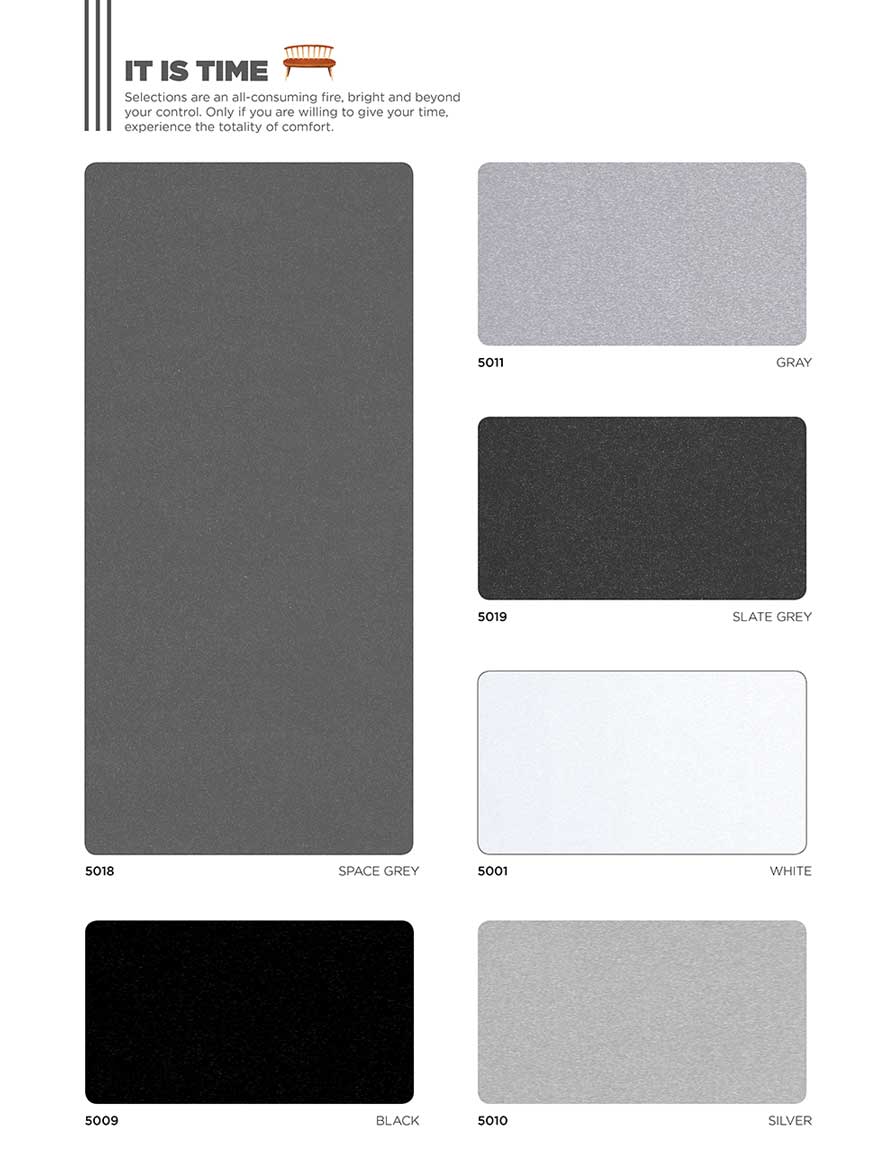 IT IS TIME
Selections are an all-consuming fire, bright and beyond
your control. Only if you are willing to give your time,
experience the totality of comfort.
5011 GRAY
5019 SLATE GREY
5018 SPACE GREY
5001 WHITE
5009 BLACK
5010 SILVER